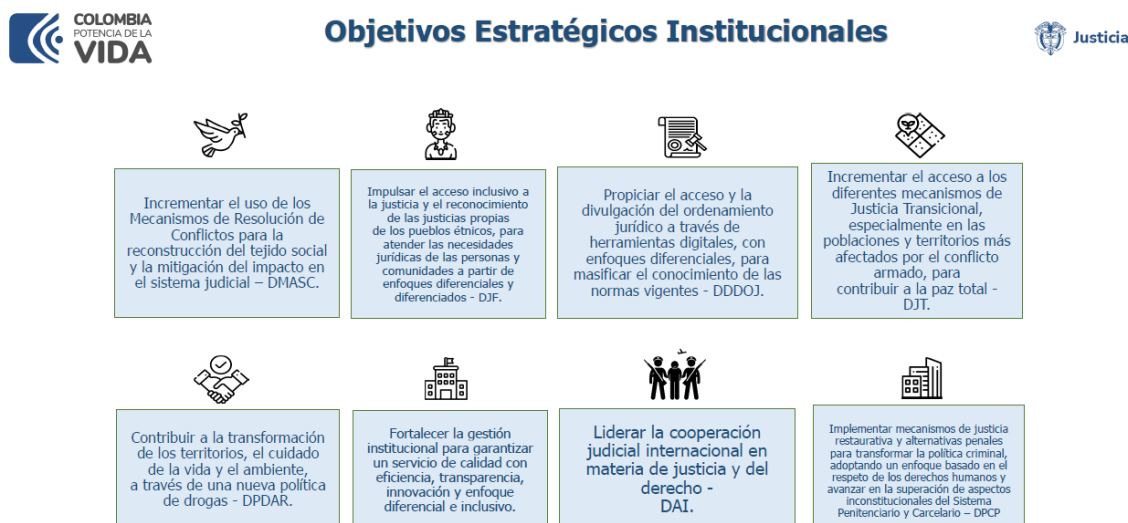 COLOMBIA
POTENCIA DE LA
VIDA
Objetivos Estratégicos Institucionales
Justicia
Incrementar el uso de los
Mecanismos de Resolución de
Conflictos para la
reconstrucción del tejido social
y la mitigación del impacto en
el sistema judicial – DMASC.
Impulsar el acceso inclusivo a
la justicia y el reconocimiento
de las justicias propias
de los pueblos étnicos, para
atender las necesidades
jurídicas de las personas y
comunidades a partir de
enfoques diferenciales y
diferenciados - DJF.
Propiciar el acceso y la
divulgación del ordenamiento
jurídico a través de
herramientas digitales, con
enfoques diferenciales, para
masificar el conocimiento de las
normas vigentes - DDDOJ.
Incrementar el acceso a los
diferentes mecanismos de
Justicia Transicional,
especialmente en las
poblaciones y territorios más
afectados por el conflicto
armado, para
contribuir a la paz total -
DJT.
Contribuir a la transformación
de los territorios, el cuidado
de la vida y el ambiente,
a través de una nueva política
de drogas - DPDAR.
Fortalecer la gestión
institucional para garantizar
un servicio de calidad con
eficiencia, transparencia,
innovación y enfoque
diferencial e inclusivo.
Liderar la cooperación
judicial internacional en
materia de justicia y del
derecho -
DAI.
Implementar mecanismos de justicia
restaurativa y alternativas penales
para transformar la política criminal,
adoptando un enfoque basado en el
respeto de los derechos humanos y
avanzar en la superación de aspectos
inconstitucionales del Sistema
Penitenciario y Carcelario – DPCP